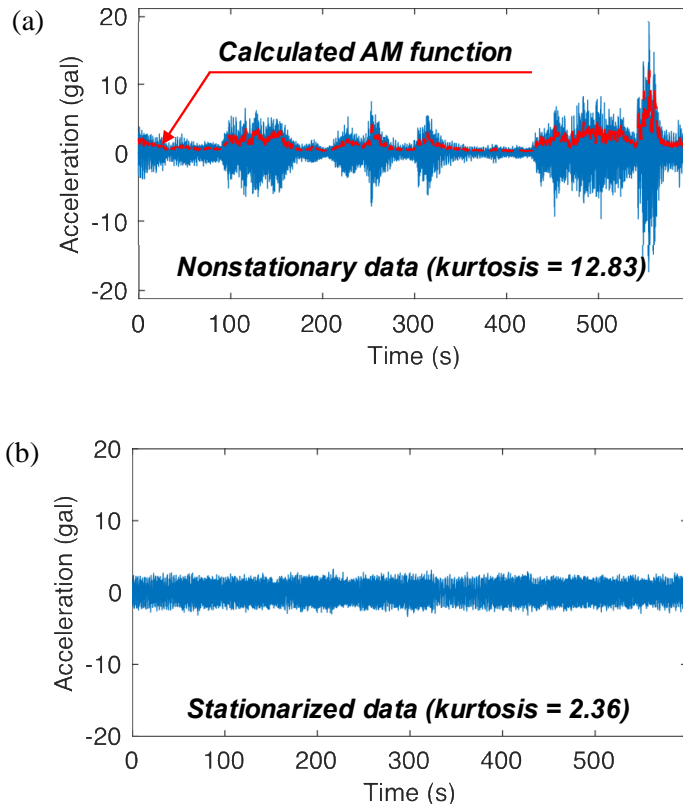 (a)
20
10
0
-10
-20
Acceleration (gal)
Calculated AM function
Nonstationary data (kurtosis = 12.83)
0 100 200 300 400 500
Time (s)
(b)
20
10
0
-10
-20
Acceleration (gal)
Stationarized data (kurtosis = 2.36)
0 100 200 300 400 500
Time (s)